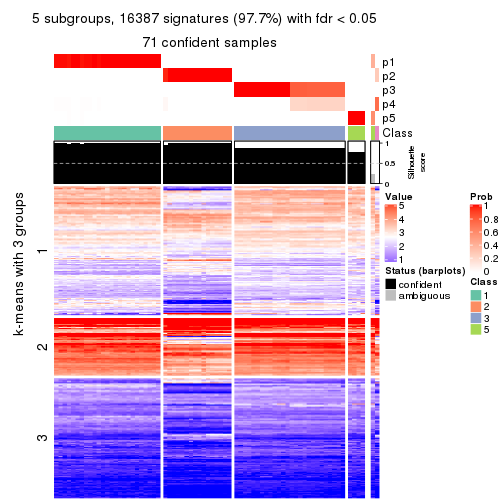 5 subgroups, 16387 signatures (97.7%) with fdr < 0.05
71 confident samples
p1
p2
p3
p4
p5
Class
1
0.5
0
Silhouette
score
k-means with 3 groups
1
2
3
Value
5
4
3
2
1
Status (barplots)
confident
ambiguous
Prob
1
0.8
0.6
0.4
0.2
0
Class
1
2
3
5